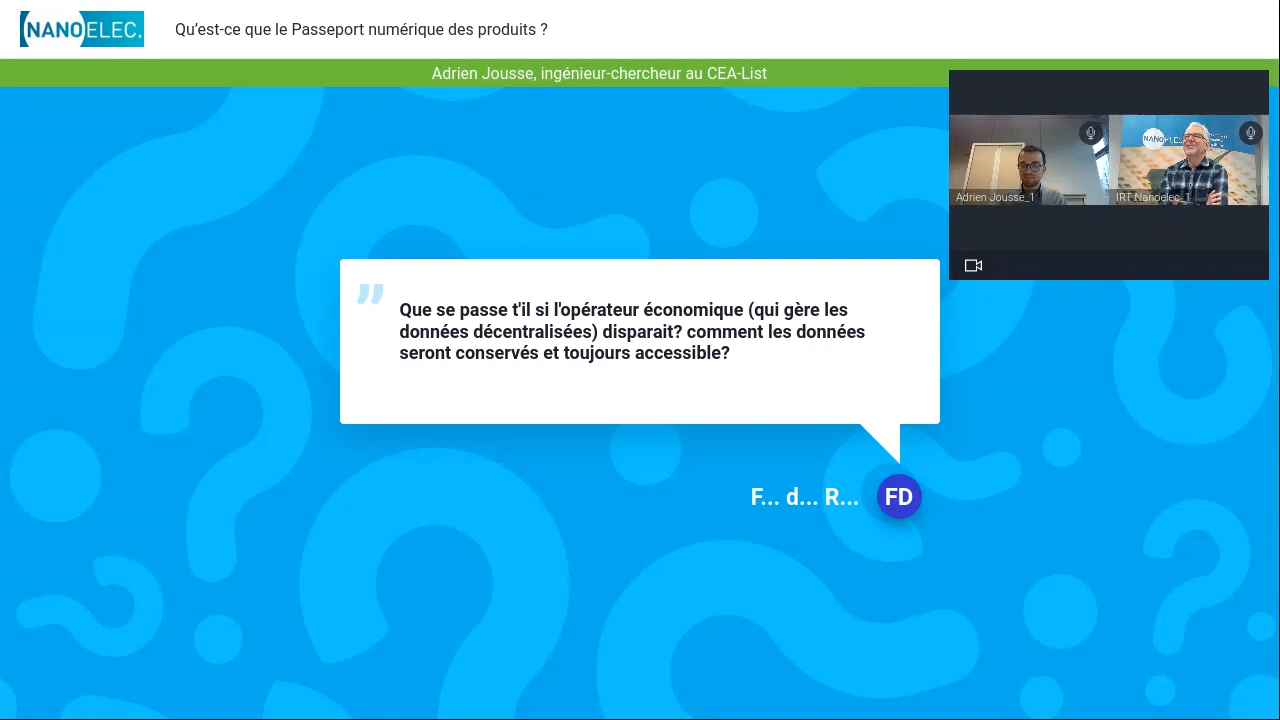 NANOELEC.
Qu’est-ce que le Passeport numérique des produits ?
Adrien Jousse, ingénieur-chercheur au CEA-List
NANOELEC
Adrien Jousse_1
IRT Nanoelec_1
Que se passe t'il si l'opérateur économique (qui gère les
données décentralisées) disparait? comment les données
seront conservés et toujours accessible?
F... d... R...
FD